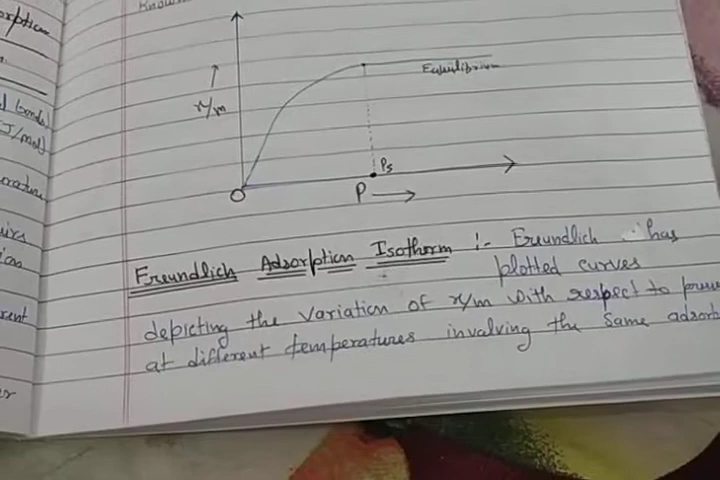 x/m
Equilibrium
O
P
Ps
Freundlich Adsorption Isotherm :- Freundlich has
plotted curves
depicting the variation of x/m with respect to
at different temperatures involving the same
J/mol)